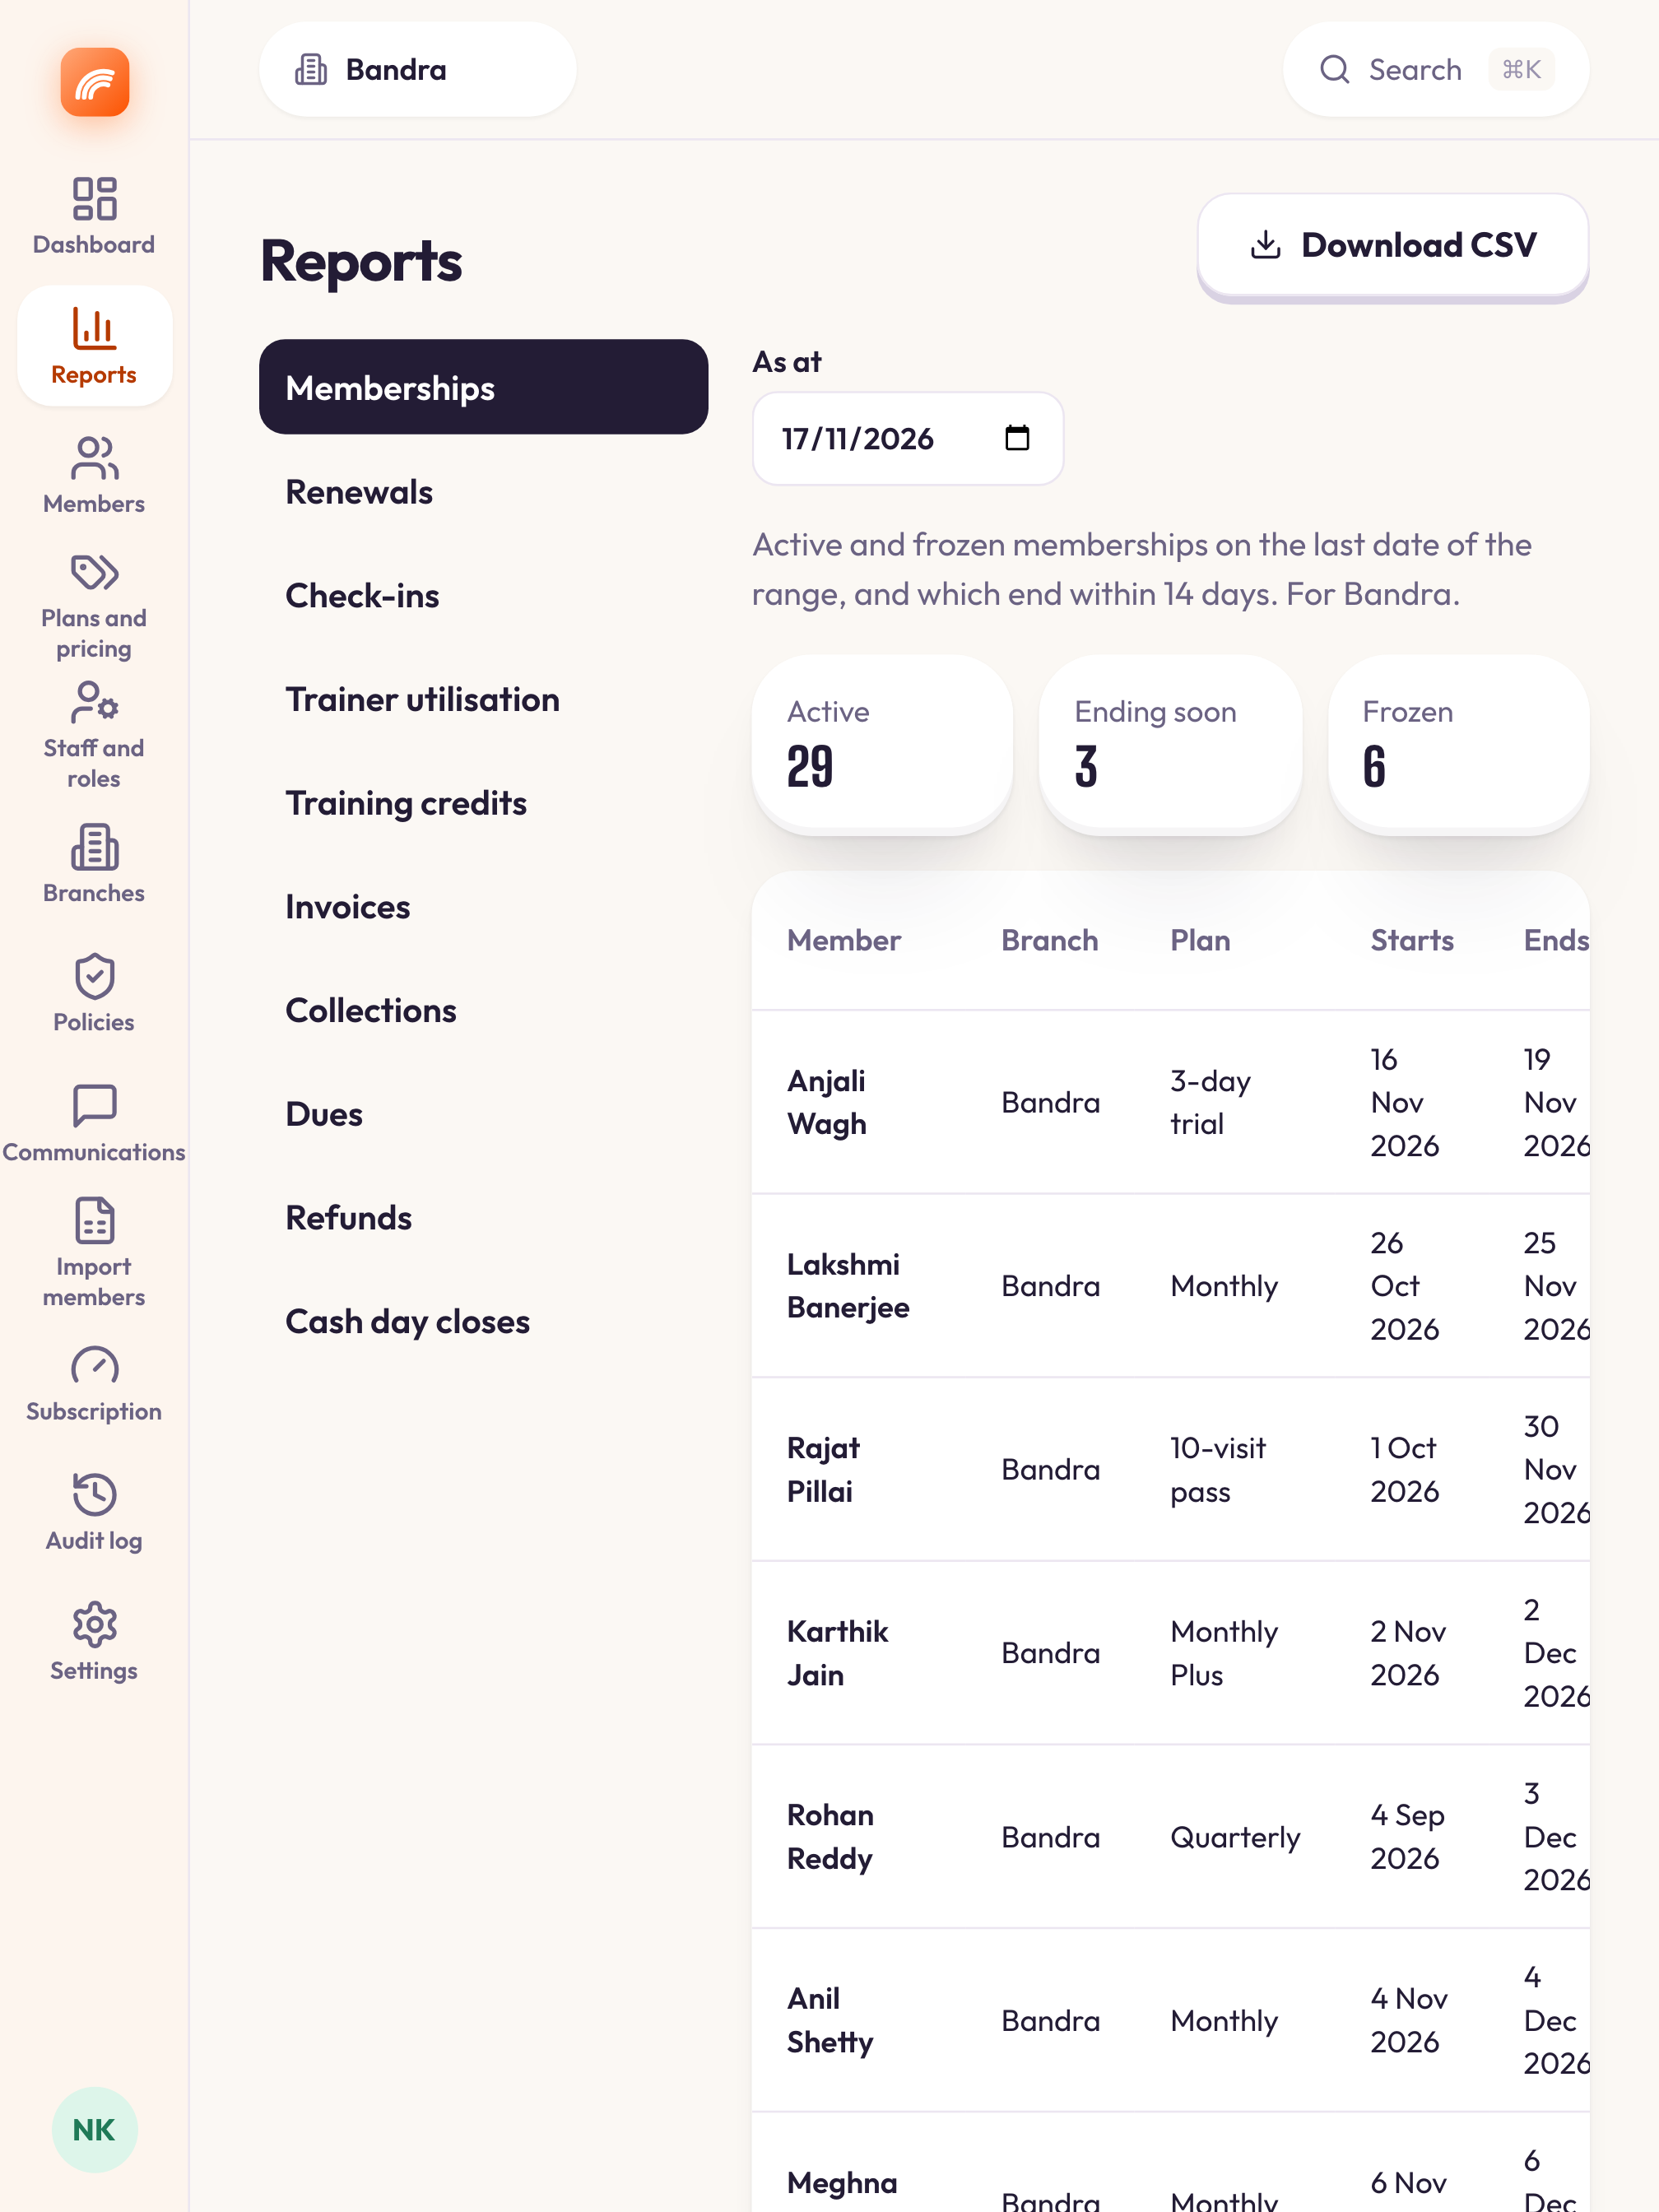 Bandra
Search ⌘K
Dashboard
Reports
Members
Plans and
pricing
Staff and
roles
Branches
Policies
Communications
Import
members
Subscription
Audit log
Settings
NK
Reports
Download CSV
Memberships
Renewals
Check-ins
Trainer utilisation
Training credits
Invoices
Collections
Dues
Refunds
Cash day closes
As at
17/11/2026
Active and frozen memberships on the last date of the
range, and which end within 14 days. For Bandra.
Active
29
Ending soon
3
Frozen
6
Member Branch Plan Starts Ends
Anjali
Wagh
Bandra
3-day
trial
16
Nov
2026
19
Nov
2026
Lakshmi
Banerjee
Bandra
Monthly
26
Oct
2026
25
Nov
2026
Rajat
Pillai
Bandra
10-visit
pass
1 Oct
2026
30
Nov
2026
Karthik
Jain
Bandra
Monthly
Plus
2 Nov
2026
2
Dec
2026
Rohan
Reddy
Bandra
Quarterly
4 Sep
2026
3
Dec
2026
Anil
Shetty
Bandra
Monthly
4 Nov
2026
4
Dec
2026
Meghna
Bandra
Monthly
6 Nov
6
Dec